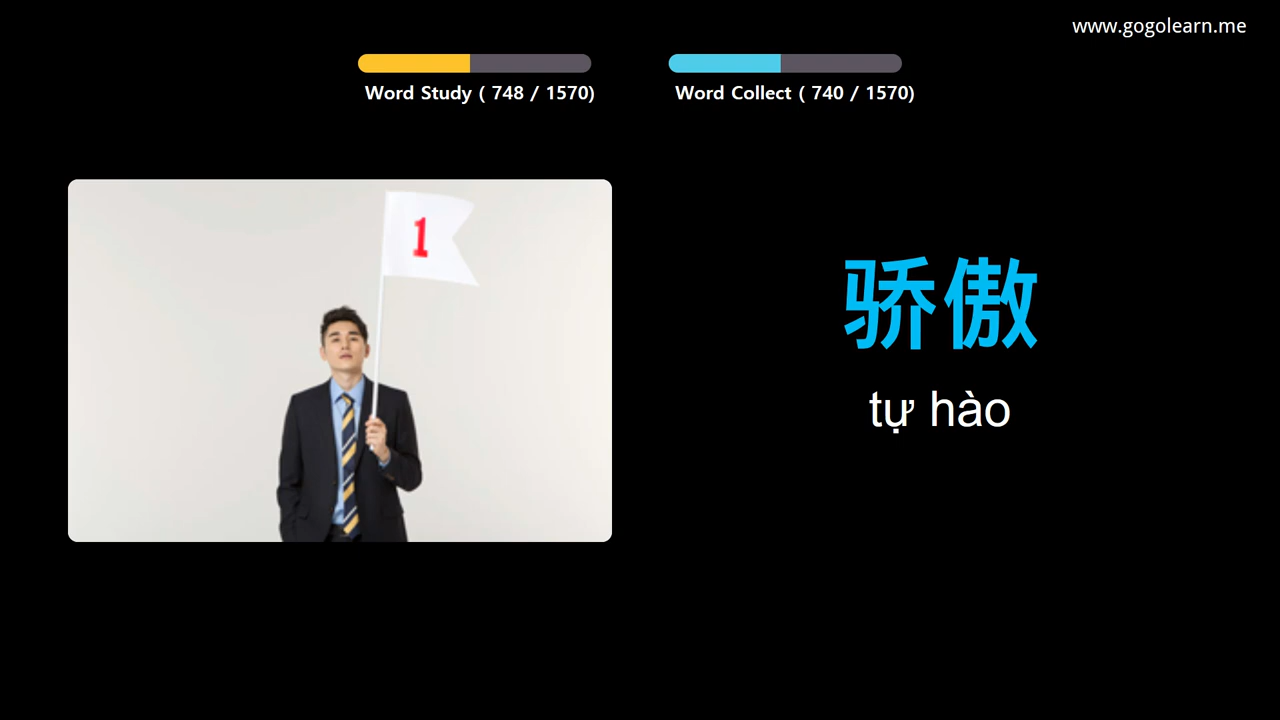 www.gogolearn.me
Word Study ( 748 / 1570)
Word Collect ( 740 / 1570)
1
骄傲
tự hào